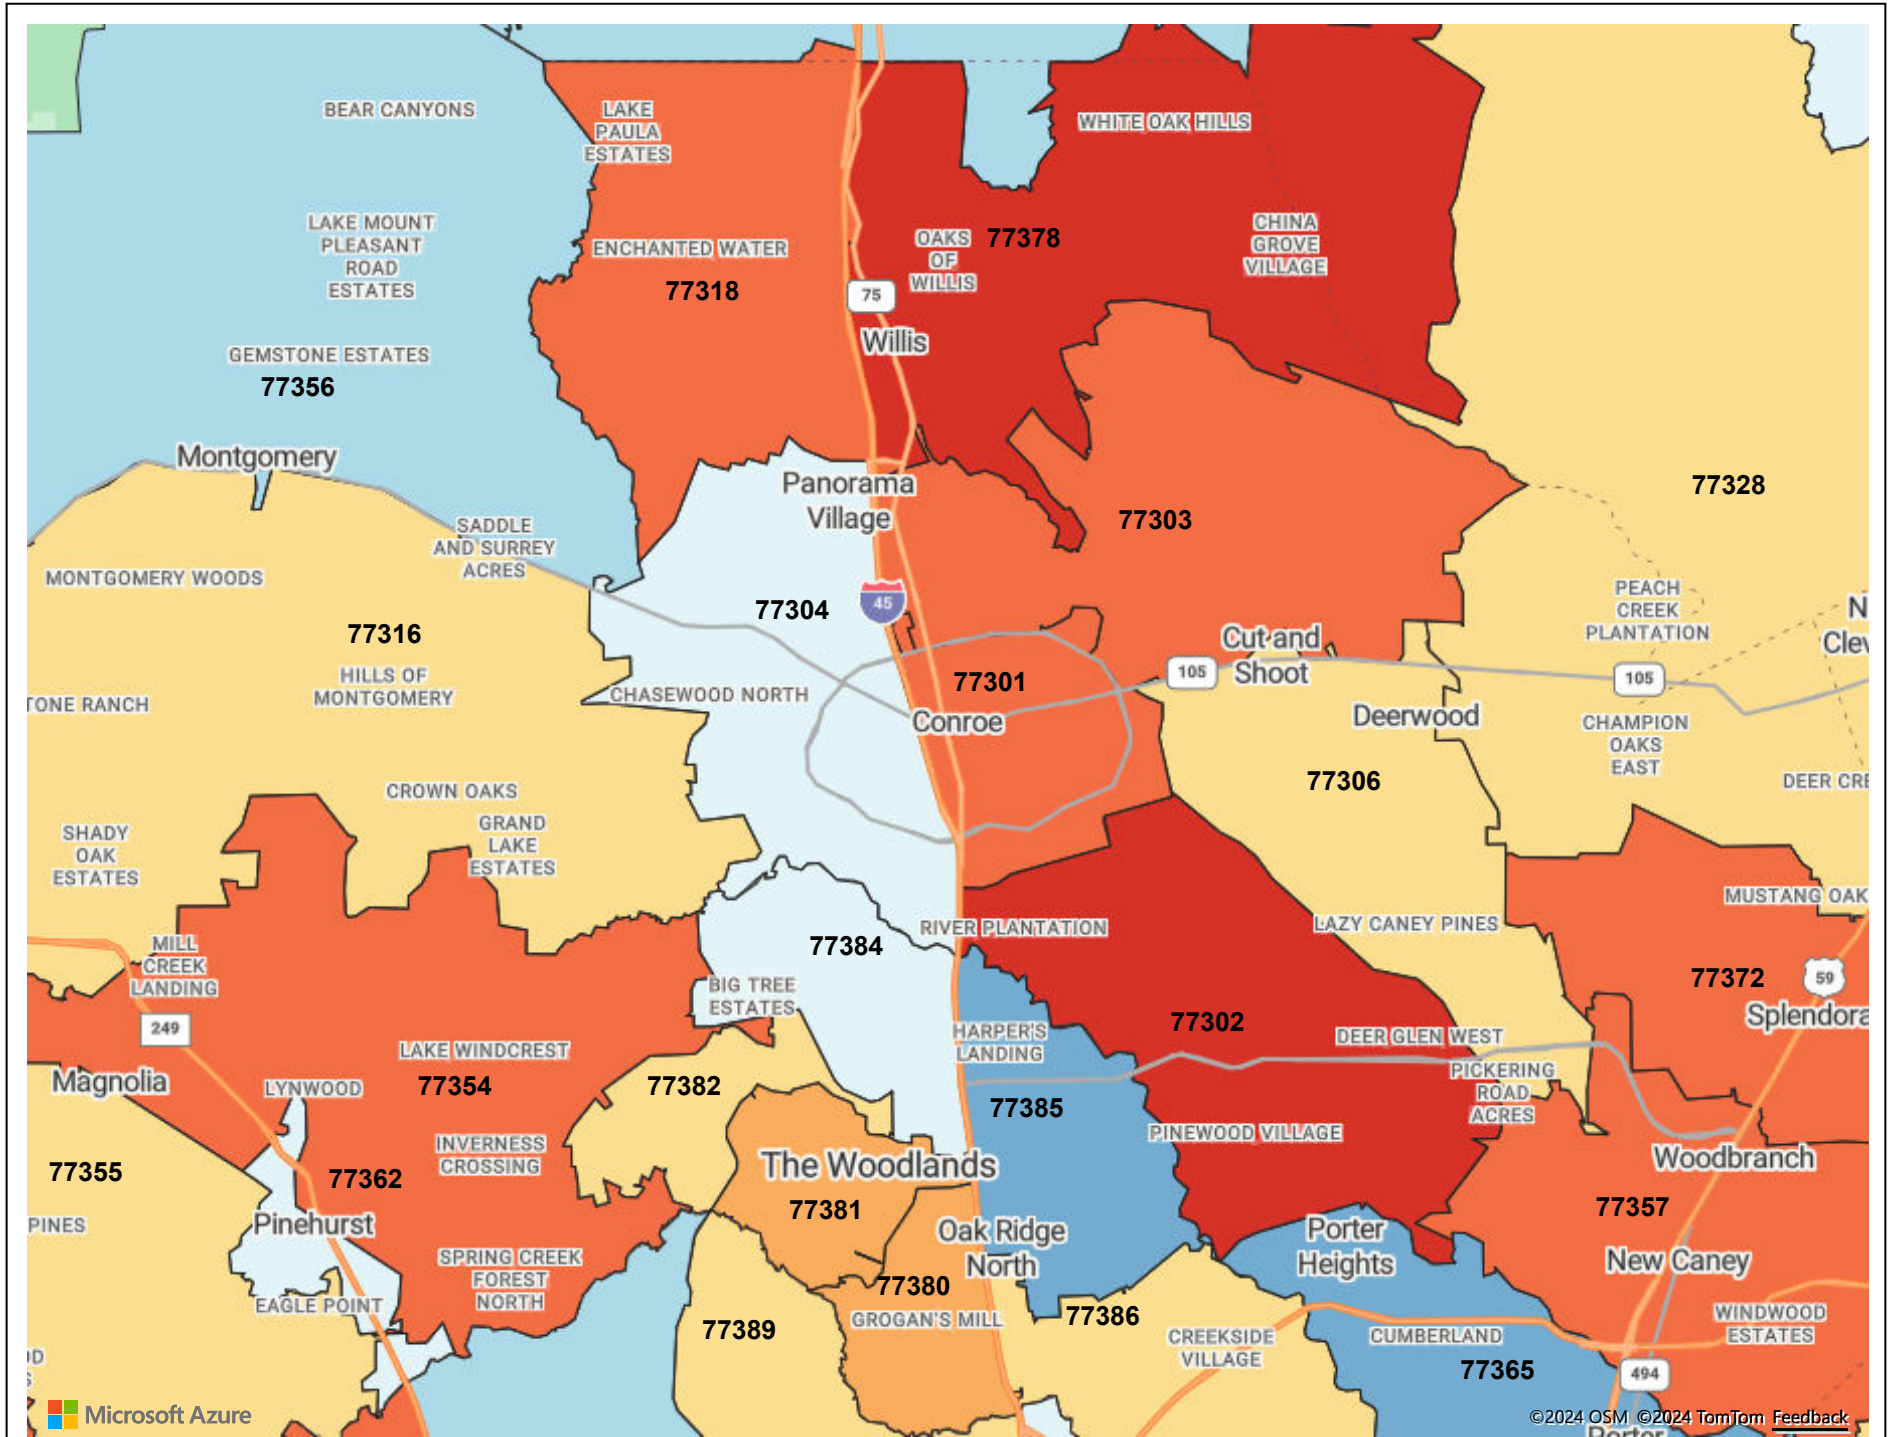 BEAR CANYONS
LAKE
PAULA
ESTATES
WHITE OAK HILLS
LAKE MOUNT
PLEASANT
ROAD
ESTATES
ENCHANTED WATER
77318
OAKS
OF
WILLIS
77378
CHINA
GROVE
VILLAGE
75
Willis
GEMSTONE ESTATES
77356
Montgomery
Panorama
Village
77328
77303
SADDLE
AND SURREY
ACRES
MONTGOMERY WOODS
77304
45
77316
PEACH
CREEK
PLANTATION
N
Clev
Cut and
Shoot
105
105
HILLS OF
MONTGOMERY
CHASEWOOD NORTH
77301
Conroe
TONE RANCH
Deerwood
CHAMPION
OAKS
EAST
77306
DEER CRE
CROWN OAKS
SHADY
OAK
ESTATES
GRAND
LAKE
ESTATES
MUSTANG OAK
RIVER PLANTATION
LAZY CANEY PINES
77384
MILL
CREEK
LANDING
BIG TREE
ESTATES
77372
59
Splendora
249
77302
HARPER'S
LANDING
DEER GLEN WEST
LAKE WINDCREST
77354
77382
Magnolia
LYNWOOD
PICKERING
ROAD
ACRES
77385
PINEWOOD VILLAGE
INVERNESS
CROSSING
77355
77362
The Woodlands
Woodbranch
77381
77357
PINES
Pinehurst
Oak Ridge
North
Porter
Heights
New Caney
SPRING CREEK
FOREST
NORTH
77380
GROGAN'S MILL
EAGLE POINT
77389
77386
CREEKSIDE
VILLAGE
CUMBERLAND
WINDWOOD
ESTATES
77365
494
OD
S
Microsoft Azure
©2024 OSM ©2024 TomTom Feedback
Porter